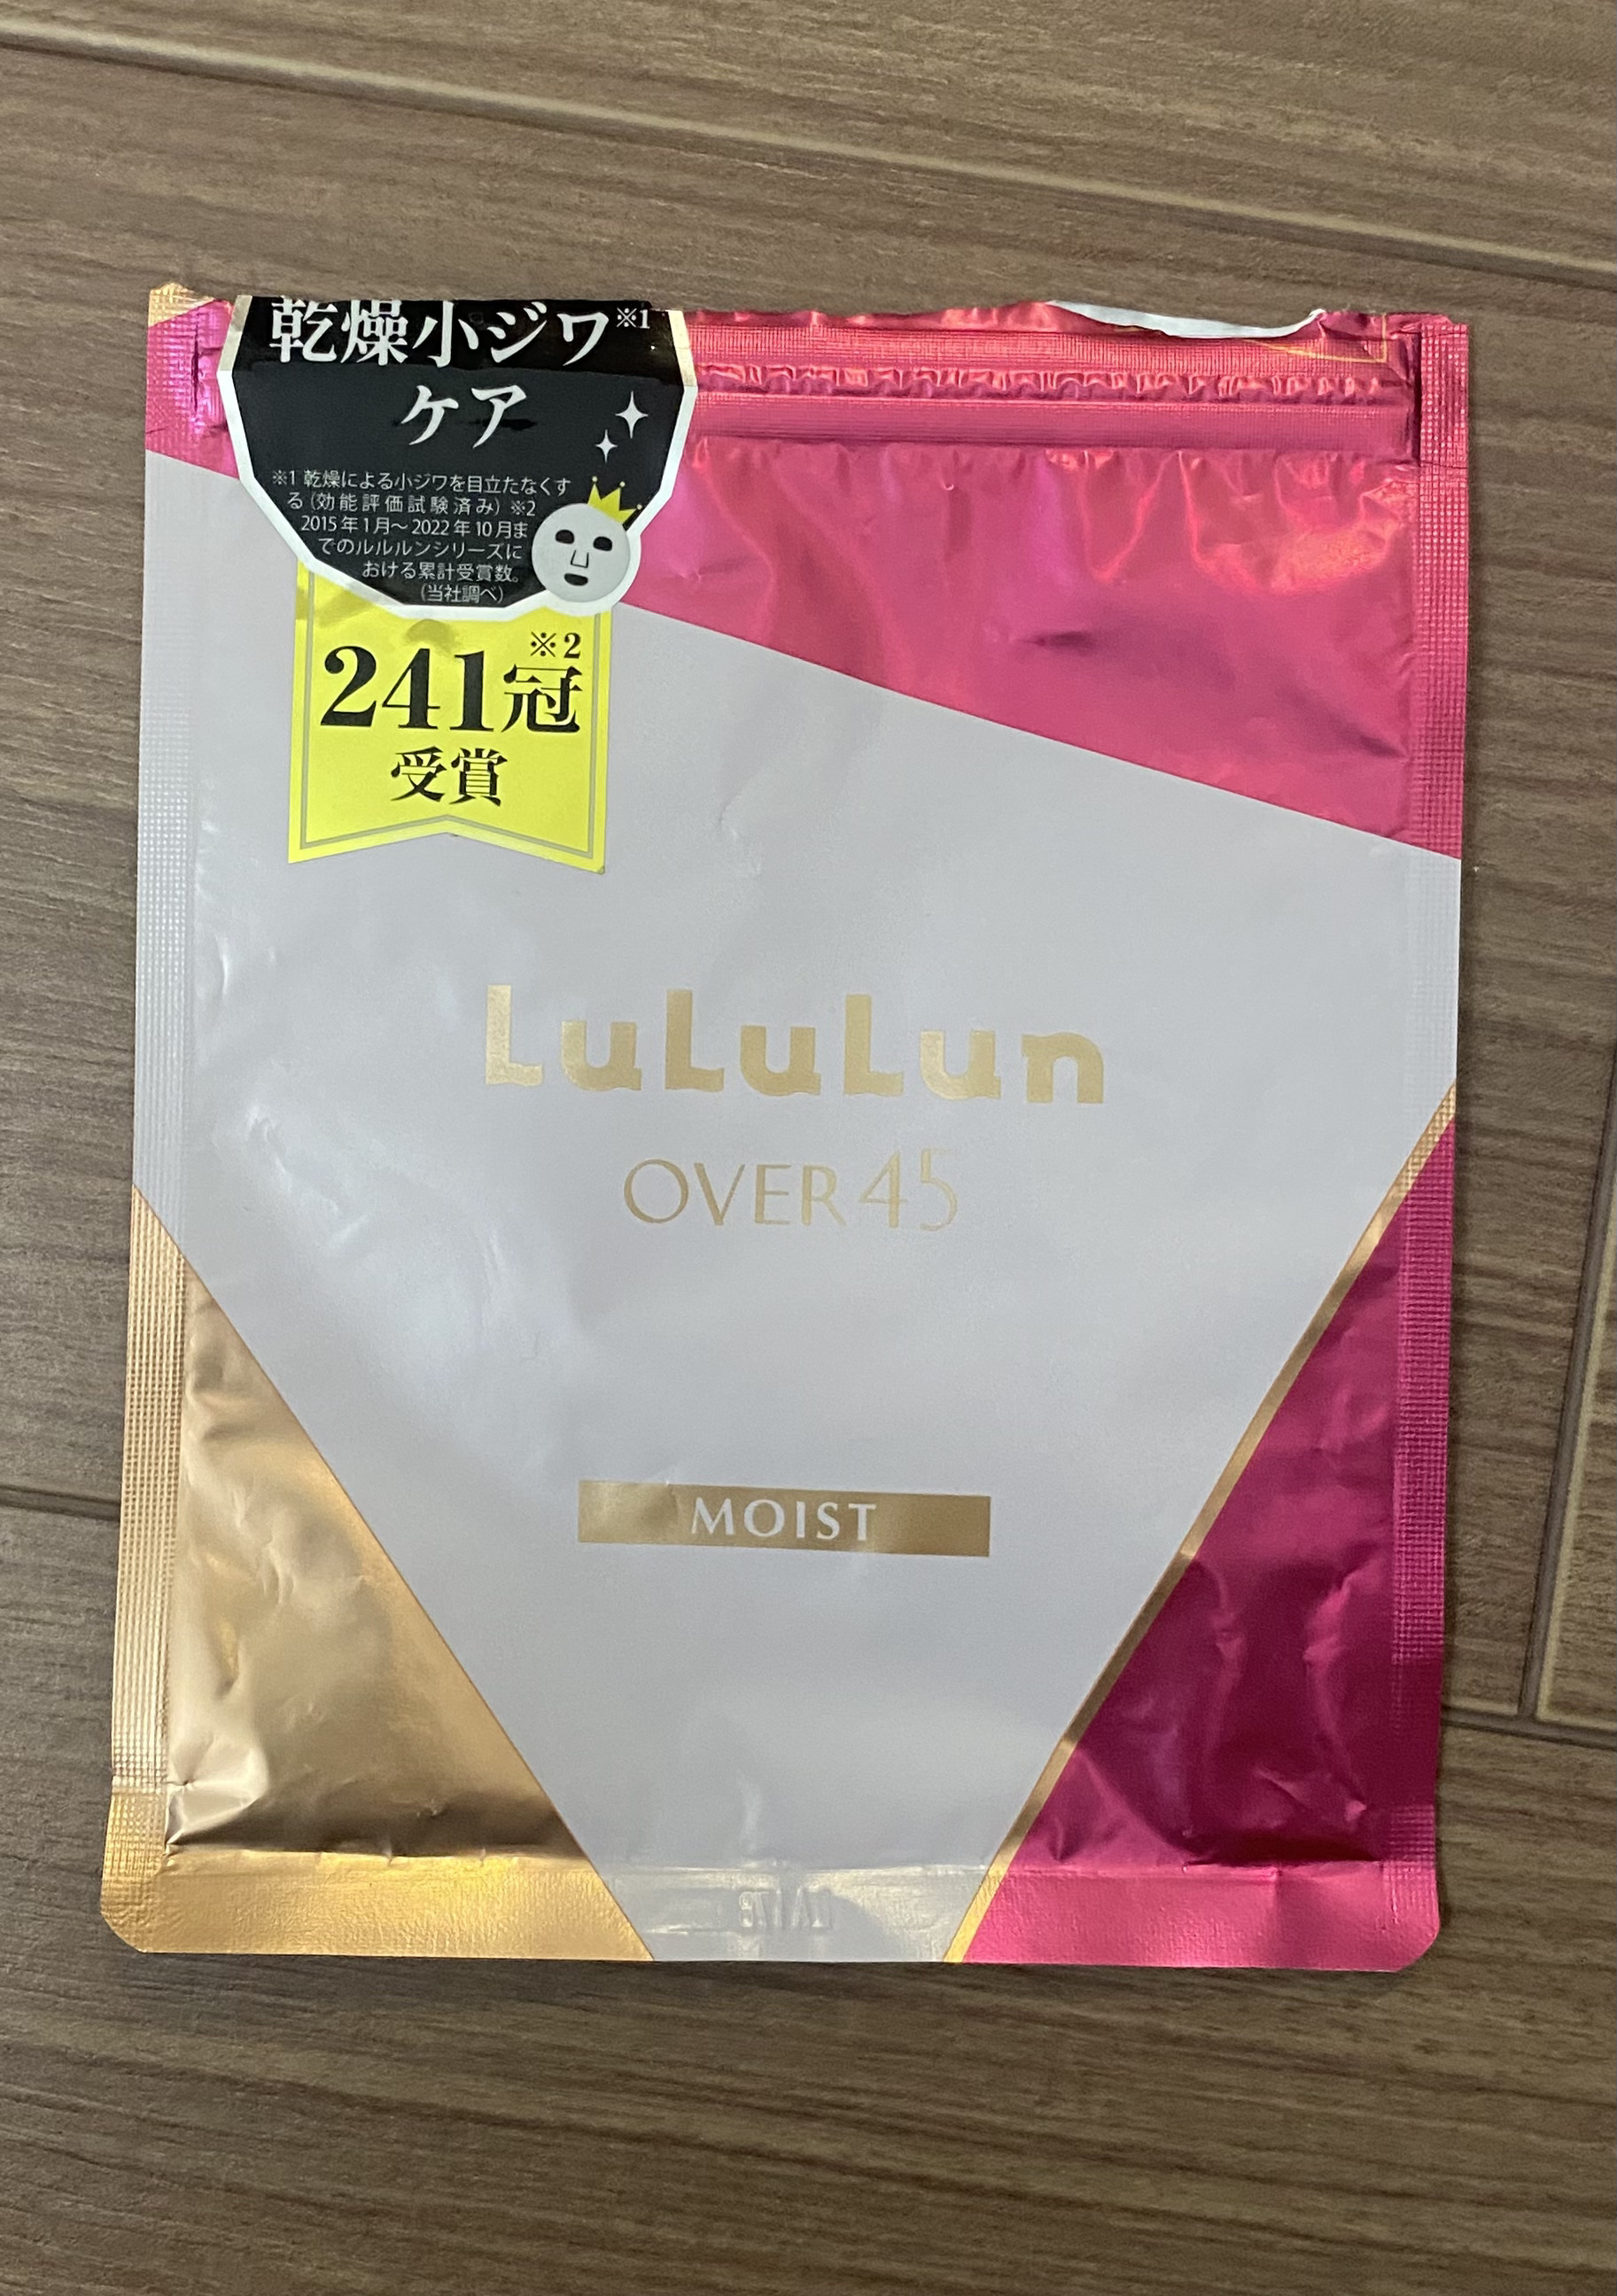 乾燥小ジワ※1
ケア
※1 乾燥による小ジワを目立たなくす
る（効能評価試験済み）※2
2015年1月～2022年10月ま
でのルルルンシリーズに
おける累計受賞数。
（当社調べ）
241冠※2
受賞
LuLuLun
OVER 45
MOIST